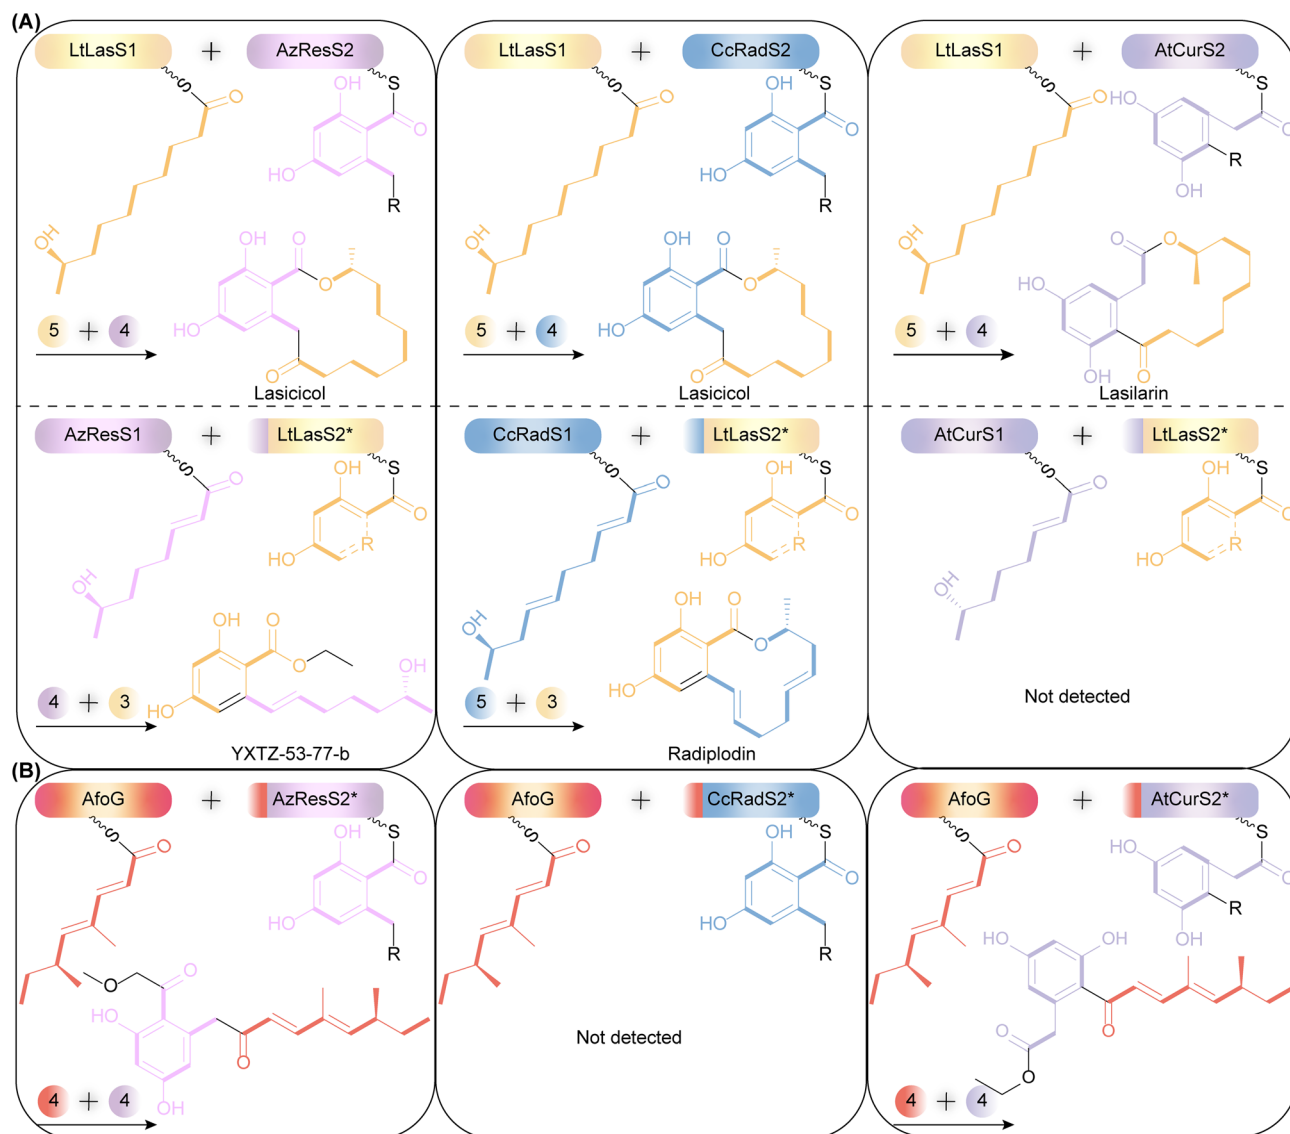 (A)
LtLasS1 + AzResS2
S O OH S O HO R
OH
OH O O HO O
5 + 4
Lasicicol
LtLasS1 + CcRadS2
S O OH S O HO R
OH
OH O O HO O
5 + 4
Lasicicol
LtLasS1 + AtCurS2
S O HO S O R OH
OH
O O HO OH O
5 + 4
Lasilarin
AzResS1 + LtLasS2*
S O OH S O HO R
OH
OH O O OH HO
4 + 3
YXTZ-53-77-b
CcRadS1 + LtLasS2*
S O OH S O HO R
OH
OH O O HO
5 + 3
Radiplodin
AtCurS1 + LtLasS2*
S O OH S O HO R
OH
Not detected
(B)
AfoG + AzResS2*
S O OH S O HO R
O O HO O OH
4 + 4
AfoG + CcRadS2*
S O OH S O HO R
Not detected
AfoG + AtCurS2*
S O HO S O R OH
HO OH O O O
4 + 4